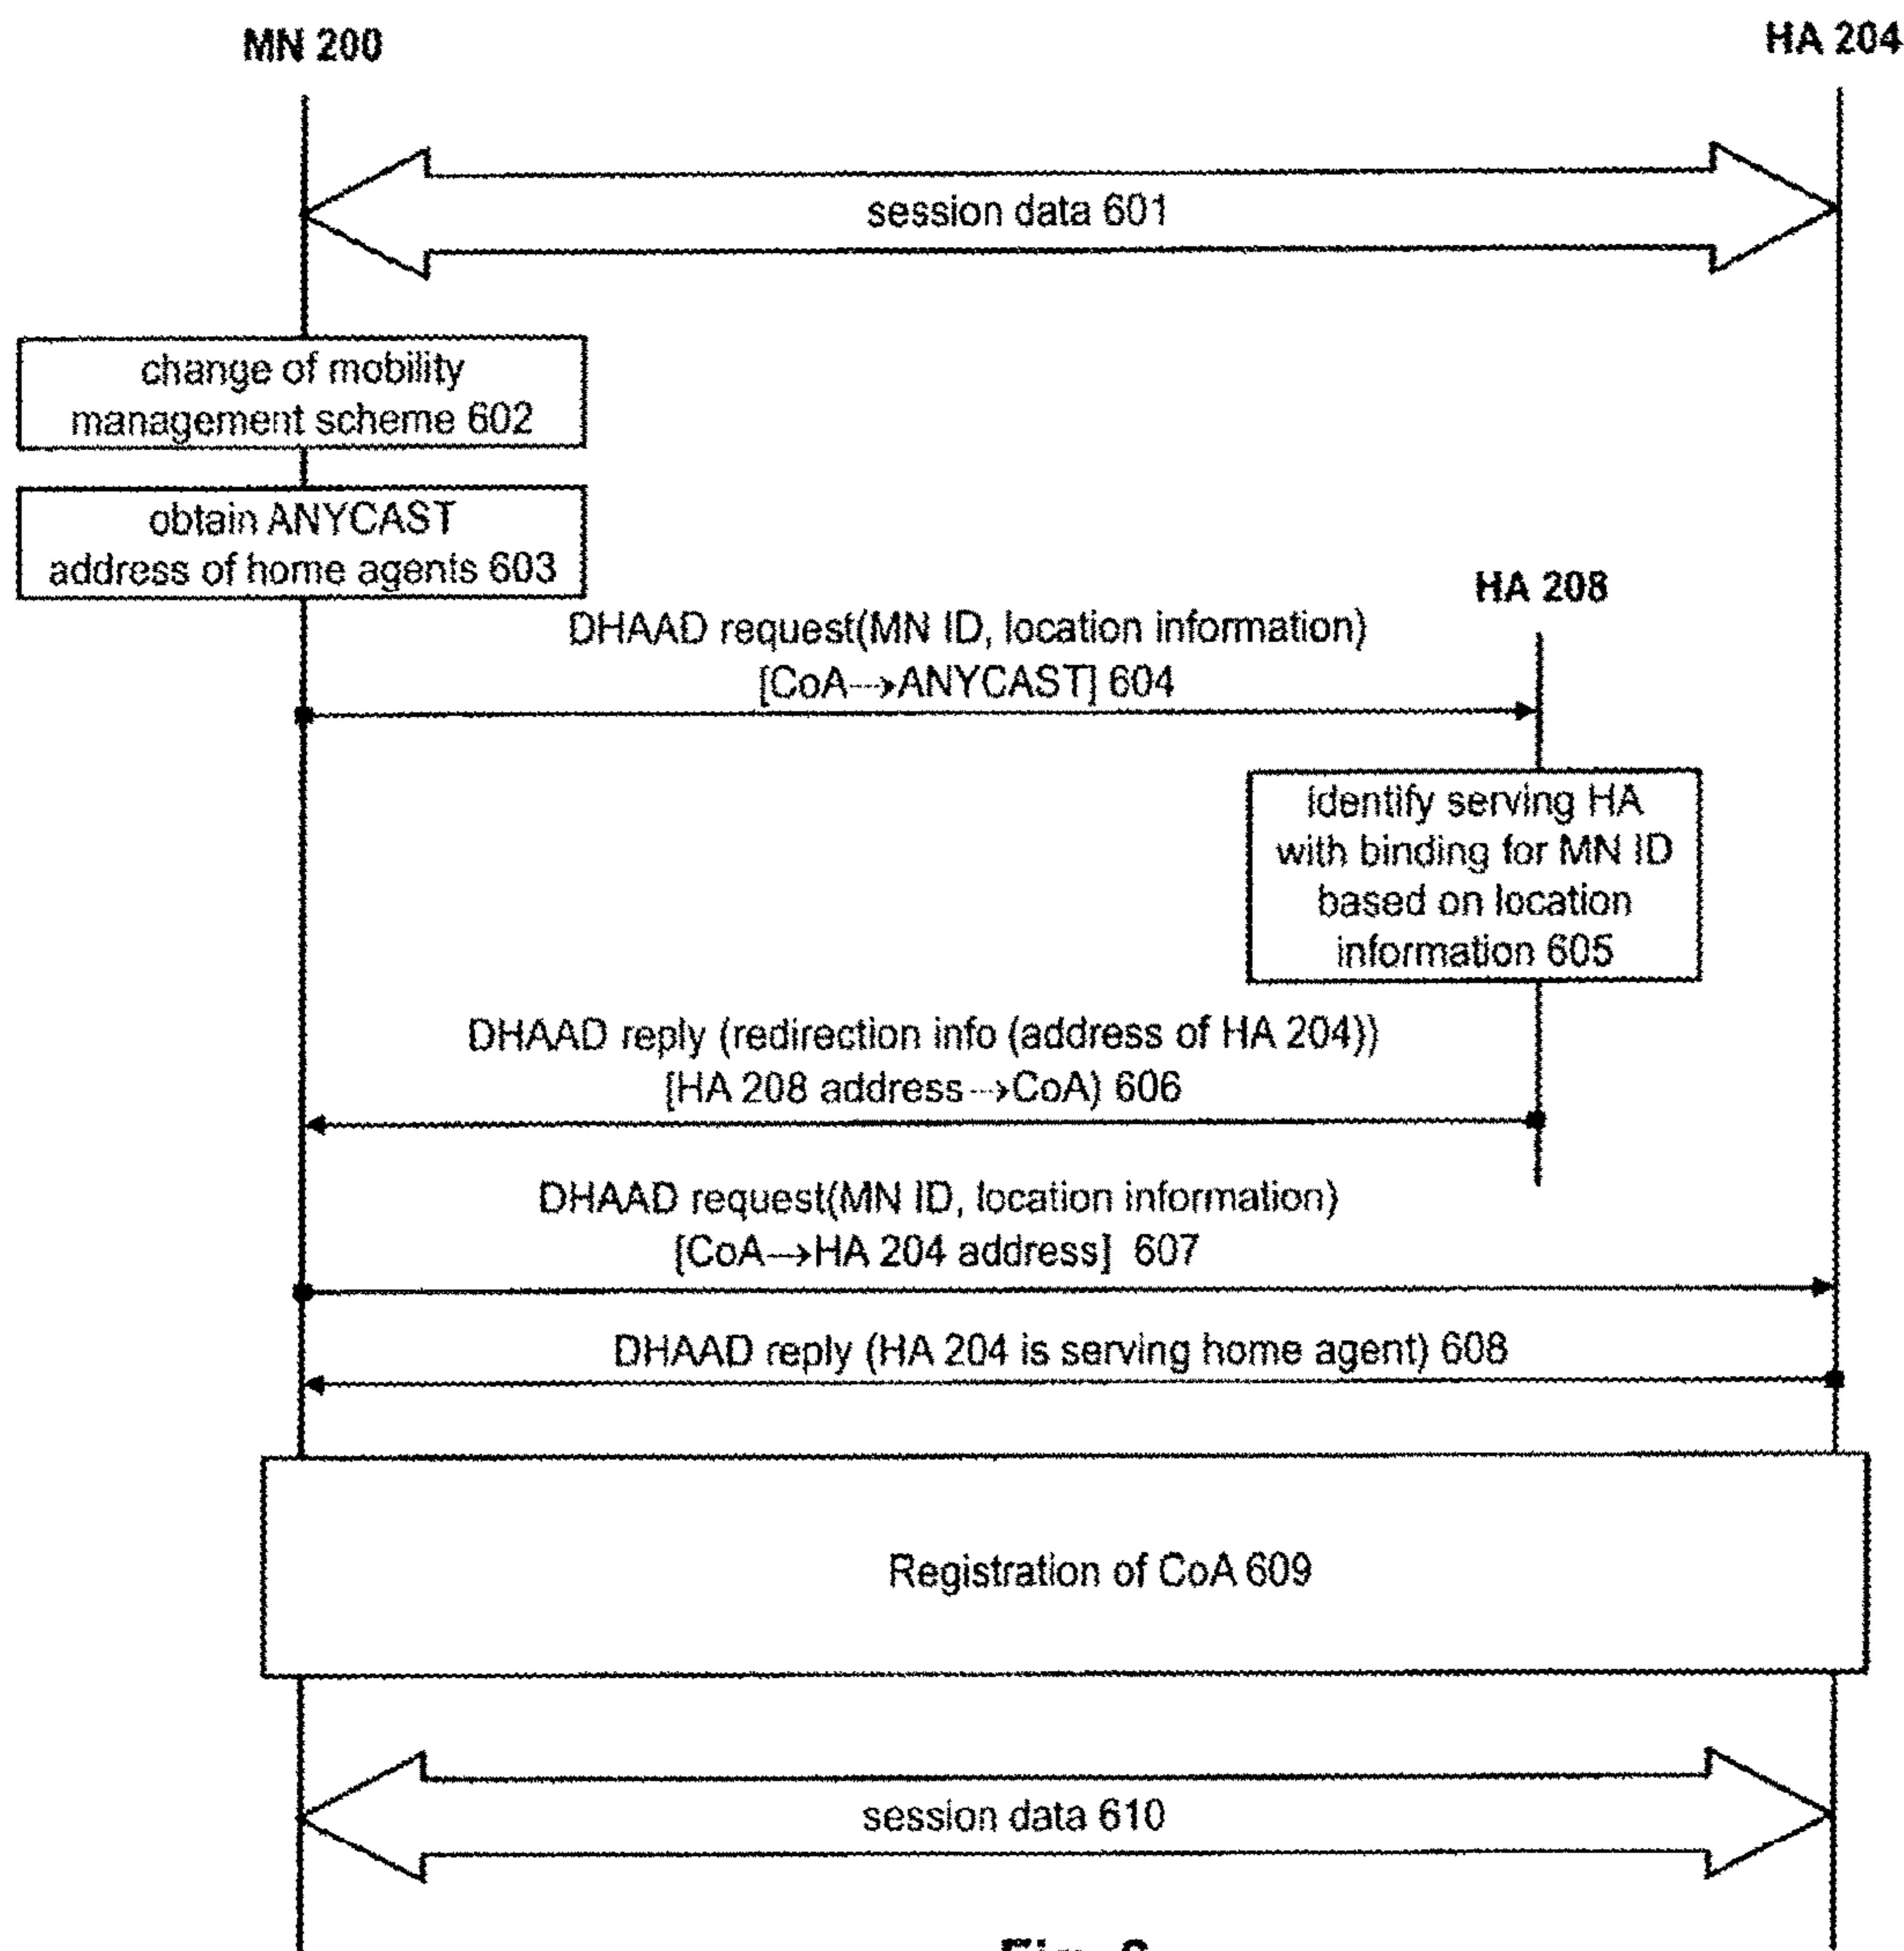 MN 200
HA 204
session data 601
change of mobility
management scheme 602
obtain ANYCAST
address of home agents 603
HA 208
DHAAD request(MN ID, location information)
[CoA→ANYCAST] 604
identify serving HA
with binding for MN ID
based on location
information 605
DHAAD reply (redirection info (address of HA 204))
[HA 208 address→CoA) 606
DHAAD request(MN ID, location information)
[CoA→HA 204 address] 607
DHAAD reply (HA 204 is serving home agent) 608
Registration of CoA 609
session data 610